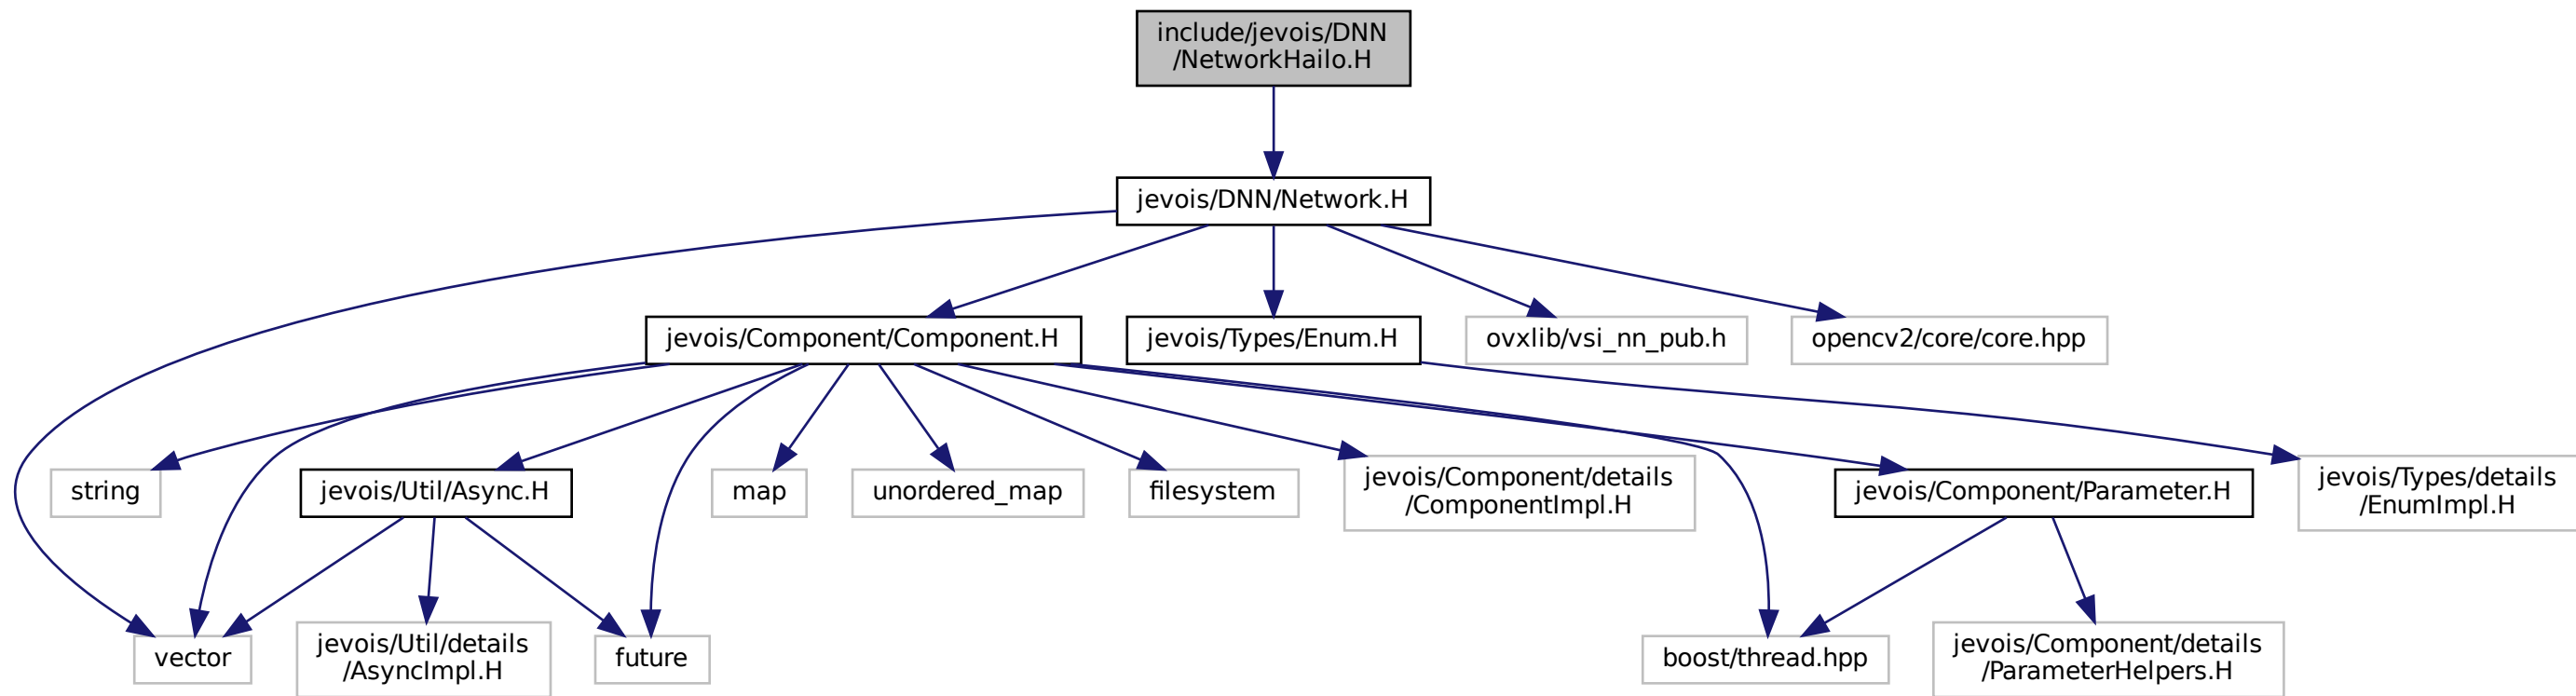 include/jevois/DNN
/NetworkHailo.H
jevois/DNN/Network.H
jevois/Component/Component.H
jevois/Types/Enum.H
ovxlib/vsi_nn_pub.h
opencv2/core/core.hpp
string
jevois/Util/Async.H
map
unordered_map
filesystem
jevois/Component/details
/ComponentImpl.H
jevois/Component/Parameter.H
jevois/Types/details
/EnumImpl.H
vector
jevois/Util/details
/AsyncImpl.H
future
boost/thread.hpp
jevois/Component/details
/ParameterHelpers.H